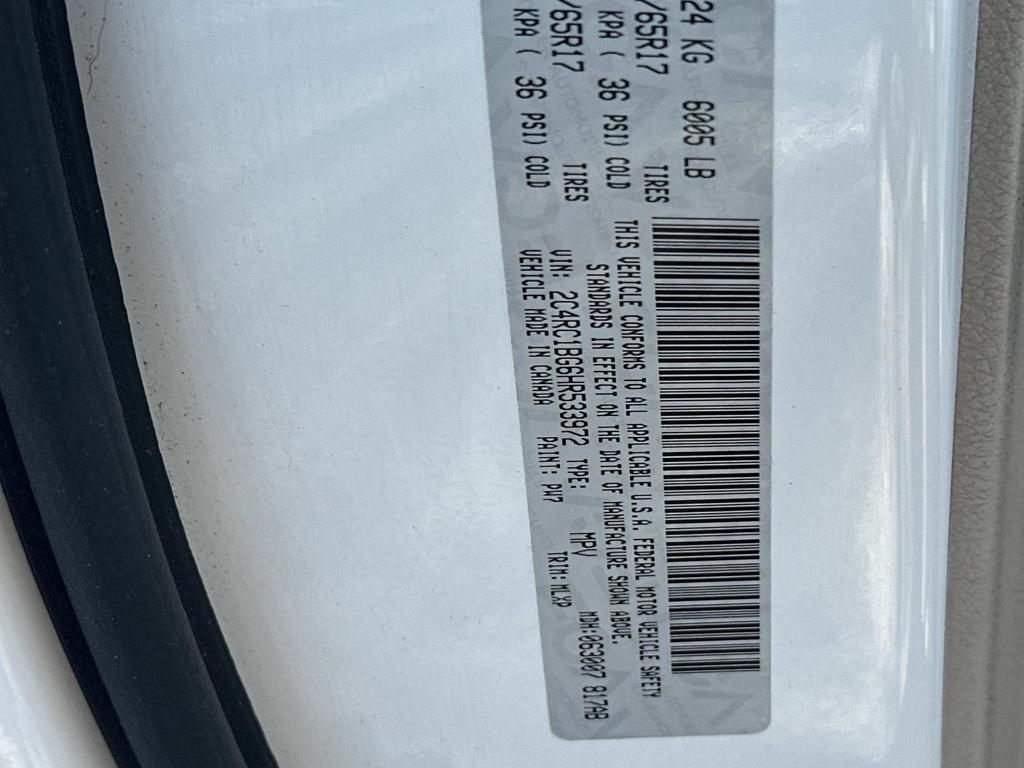 24 KG 6005 LB
/65R17 TIRES
KPA ( 36 PSI) COLD
/65R17 TIRES
KPA ( 36 PSI) COLD
THIS VEHICLE CONFORMS TO ALL APPLICABLE U.S.A. FEDERAL MOTOR VEHICLE SAFETY
STANDARDS IN EFFECT ON THE DATE OF MANUFACTURE SHOWN ABOVE.
MDH:063007 817AB
VIN: 2C4RC1BG6HR533972 TYPE: MPV
VEHICLE MADE IN CANADA PAINT: PW7 TRIM: